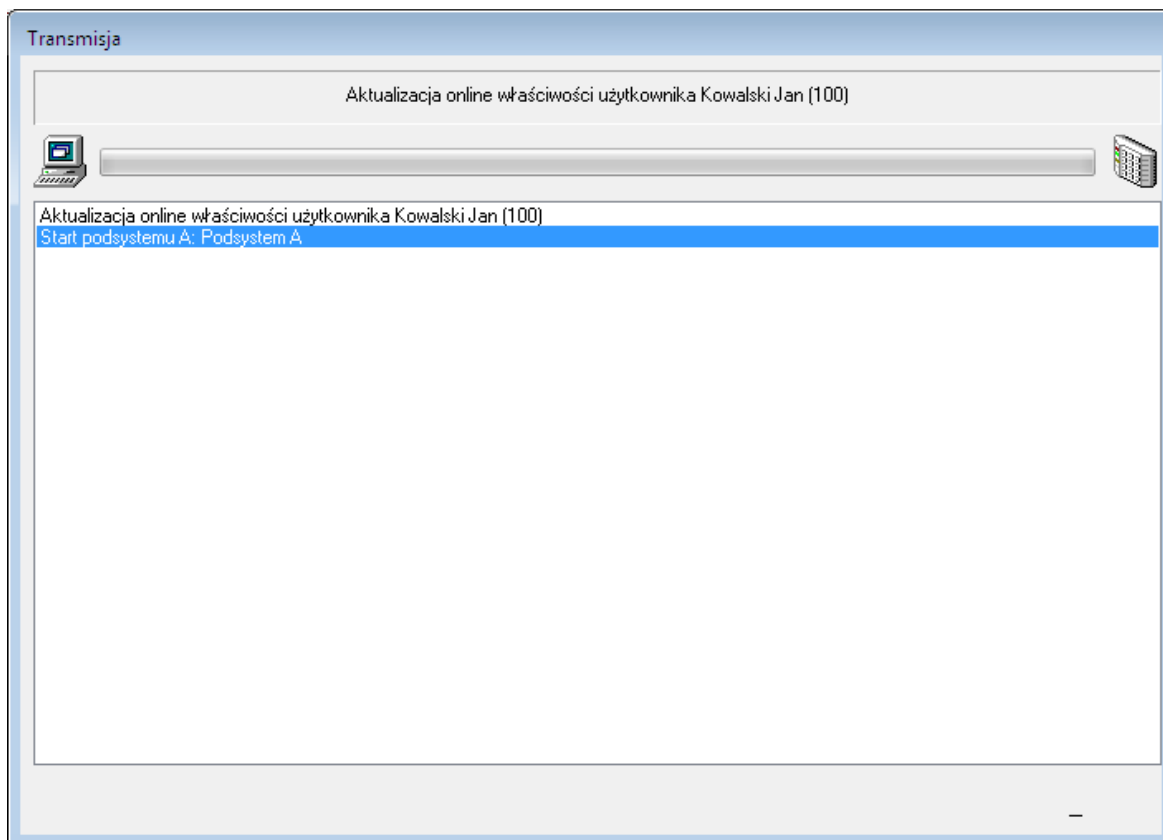 Transmisja
Aktualizacja online właściwości użytkownika Kowalski Jan (100)
Aktualizacja online właściwości użytkownika Kowalski Jan (100)
Start podsystemu A: Podsystem A